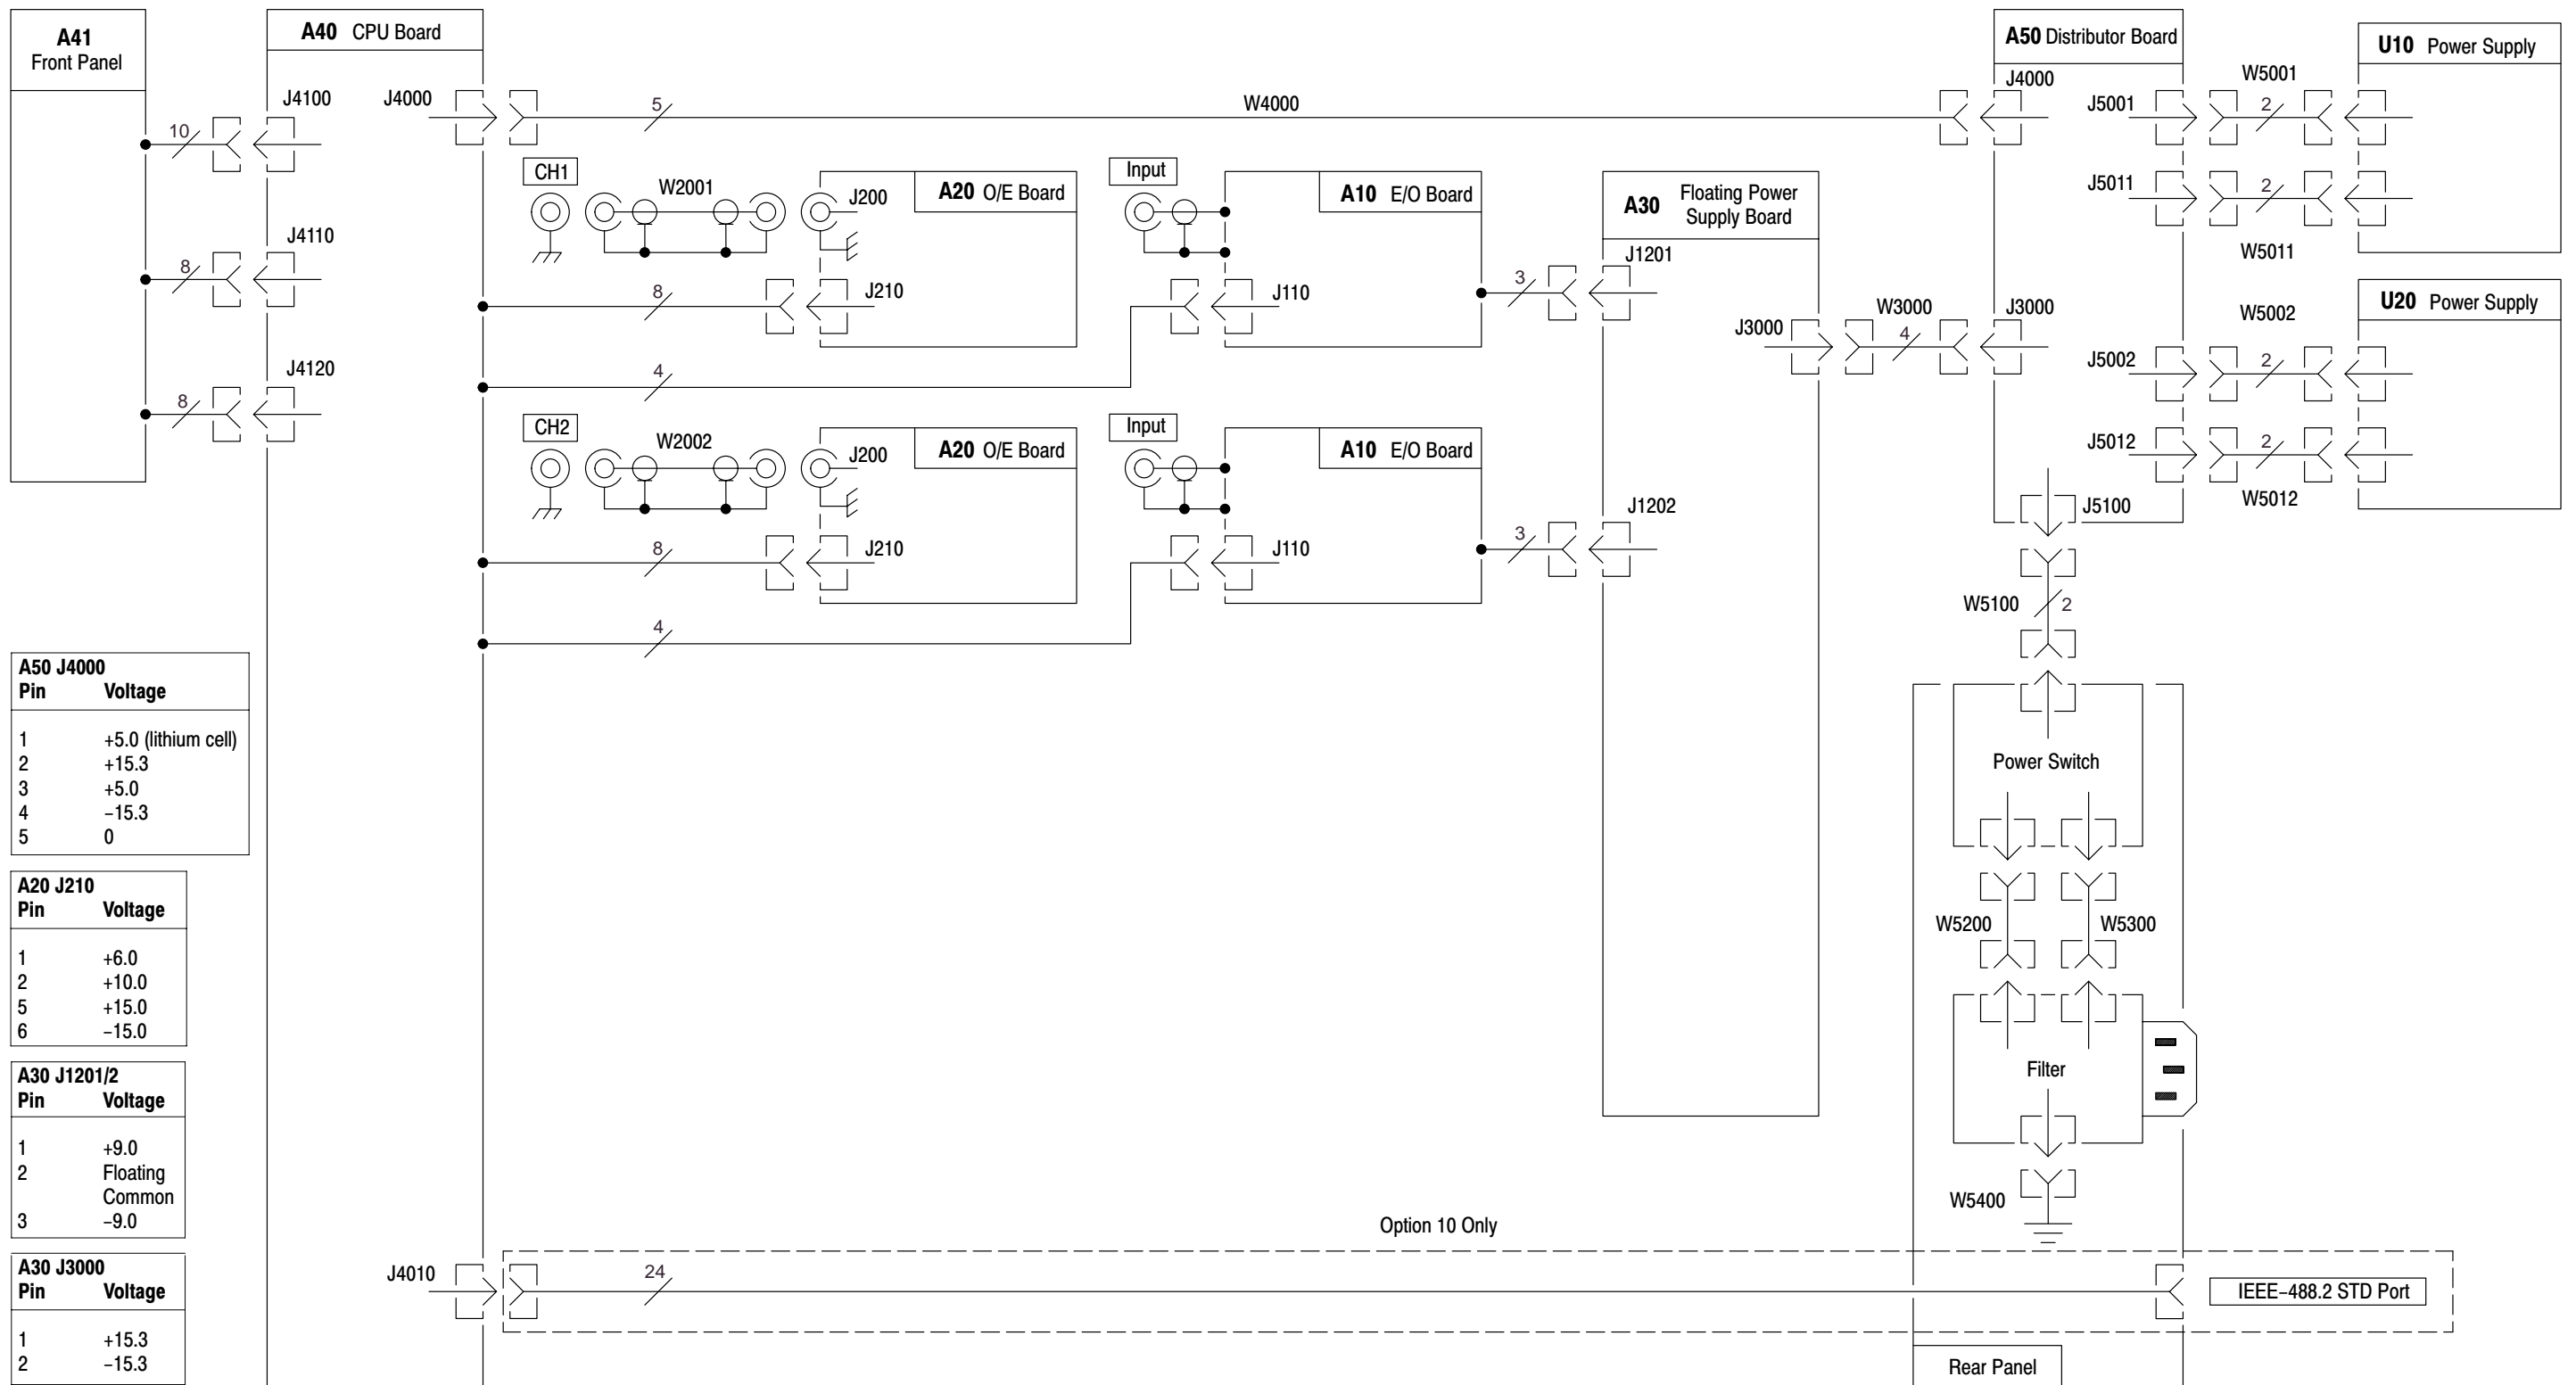 A41
Front Panel
10
8
8
A40 CPU Board
J4100
J4110
J4120
J4000
5
W4000
CH1
W2001
J200
A20 O/E Board
8
J210
4
Input
A10 E/O Board
J110
3
J1201
CH2
W2002
J200
A20 O/E Board
8
J210
4
Input
A10 E/O Board
J110
3
J1202
A30 Floating Power
Supply Board
J3000
W3000
4
J3000
A50 Distributor Board
J4000
J5001
W5001
2
J5011
2
W5011
U10 Power Supply
W5002
J5002
2
J5012
2
W5012
U20 Power Supply
J5100
W5100
2
Power Switch
W5200
W5300
Filter
W5400
Option 10 Only
J4010
24
IEEE–488.2 STD Port
Rear Panel
A50 J4000
Pin Voltage
1 +5.0 (lithium cell)
2 +15.3
3 +5.0
4 –15.3
5 0
A20 J210
Pin Voltage
1 +6.0
2 +10.0
5 +15.0
6 –15.0
A30 J1201/2
Pin Voltage
1 +9.0
2 Floating
Common
3 –9.0
A30 J3000
Pin Voltage
1 +15.3
2 –15.3